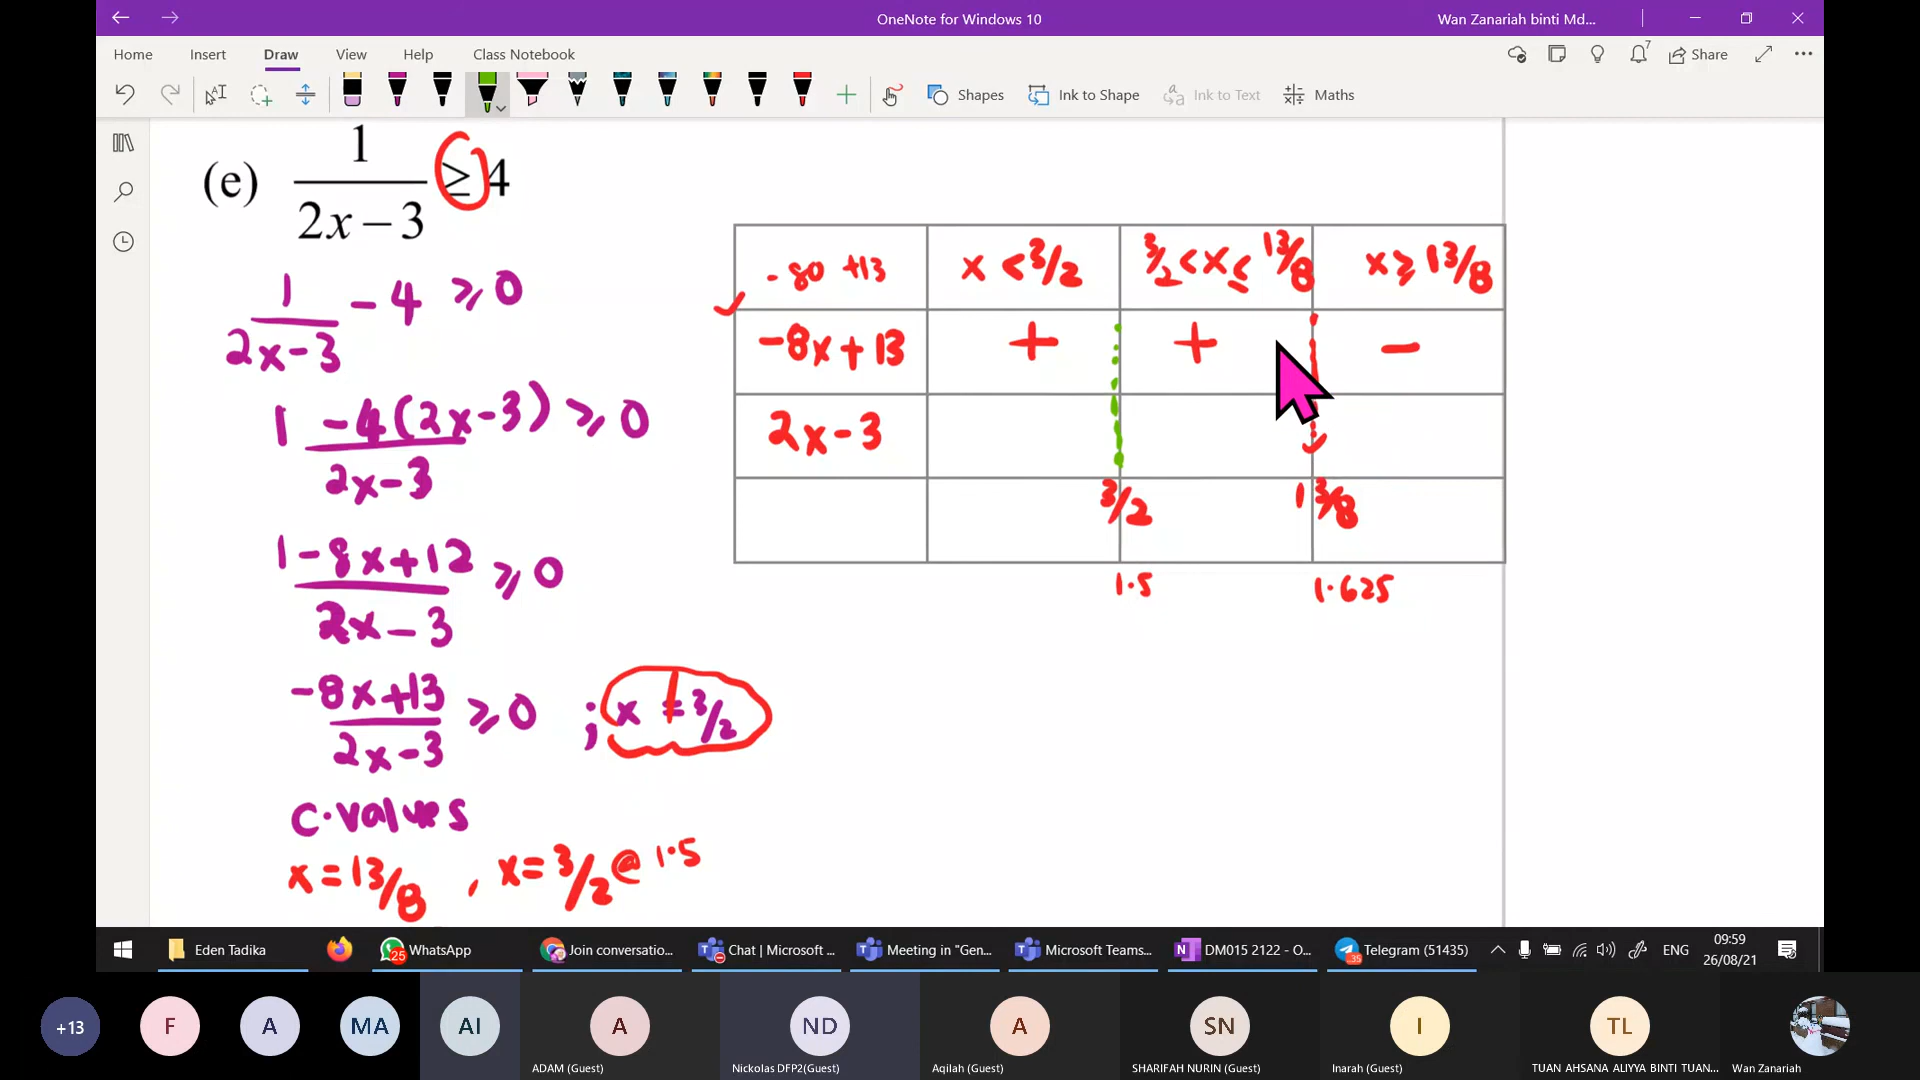 OneNote for Windows 10
Wan Zanariah binti Md...
Home Insert Draw View Help Class Notebook
7
Share
Shapes
Ink to Shape
Ink to Text
Maths
(e) 1/(2x − 3) ≥ 4
1/(2x-3) - 4 ≥ 0
1 - 4(2x-3)/(2x-3) ≥ 0
1-8x+12/(2x-3) ≥ 0
-8x+13/(2x-3) ≥ 0 ; x ≠ 3/2
c.values
x = 13/8 , x = 3/2 @ 1.5
-80 +13 x < 3/2 3/2 < x ≤ 13/8 x ≥ 13/8
-8x + 13 + + -
2x - 3
3/2 13/8
1.5 1.625
Eden Tadika
25
WhatsApp
Join conversatio...
Chat | Microsoft ...
Meeting in "Gen...
Microsoft Teams...
DM015 2122 - O...
35
Telegram (51435)
ENG
09:59
26/08/21
+13 F A MA AI A ND A SN I TL
ADAM (Guest)
Nickolas DFP2(Guest)
Aqilah (Guest)
SHARIFAH NURIN (Guest)
Inarah (Guest)
TUAN AHSANA ALIYYA BINTI TUAN...
Wan Zanariah